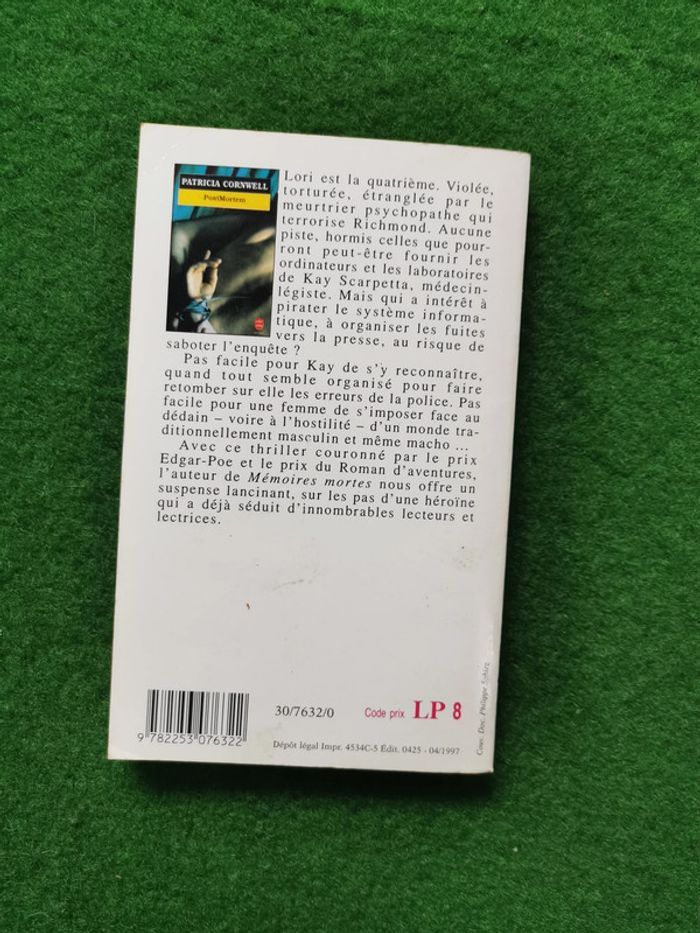 PATRICIA CORNWELL
PostMortem
Lori est la quatrième. Violée,
torturée, étranglée par le
meurtrier psychopathe qui
terrorise Richmond. Aucune
piste, hormis celles que pour-
ront peut-être fournir les
ordinateurs et les laboratoires
de Kay Scarpetta, médecin-
légiste. Mais qui a intérêt à
pirater le système informa-
tique, à organiser les fuites
vers la presse, au risque de
saboter l'enquête ?
Pas facile pour Kay de s'y reconnaître,
quand tout semble organisé pour faire
retomber sur elle les erreurs de la police. Pas
facile pour une femme de s'imposer face au
dédain – voire à l'hostilité – d'un monde tra-
ditionnellement masculin et même macho ...
Avec ce thriller couronné par le prix
Edgar-Poe et le prix du Roman d'aventures,
l'auteur de Mémoires mortes nous offre un
suspense lancinant, sur les pas d'une héroïne
qui a déjà séduit d'innombrables lecteurs et
lectrices.
9 782253 076322
30/7632/0
Code prix LP 8
Dépôt légal Impr. 4534C-5 Édit. 0425 - 04/1997
Couv. Doc. Philippe